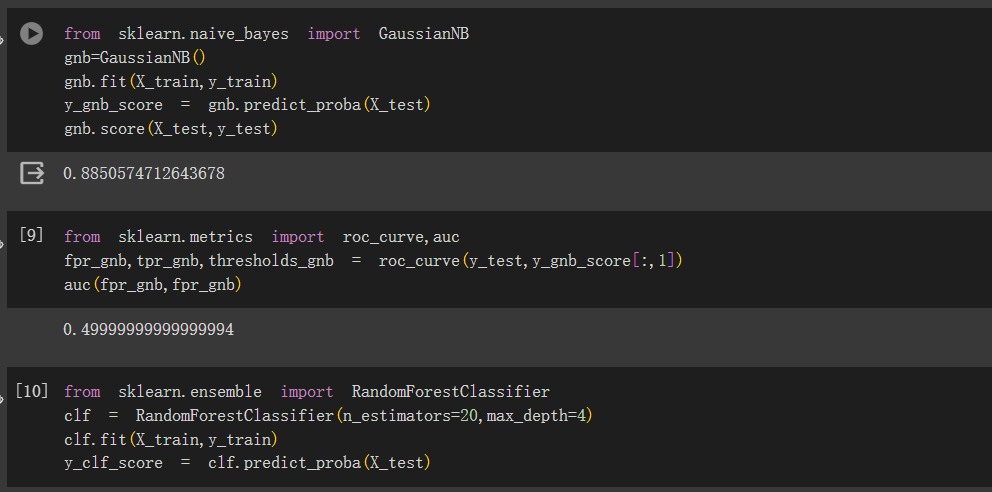 from sklearn.naive_bayes import GaussianNB
gnb=GaussianNB()
gnb.fit(X_train,y_train)
y_gnb_score = gnb.predict_proba(X_test)
gnb.score(X_test,y_test)
0.8850574712643678
[9] from sklearn.metrics import roc_curve,auc
fpr_gnb,tpr_gnb,thresholds_gnb = roc_curve(y_test,y_gnb_score[:,1])
auc(fpr_gnb,fpr_gnb)
0.49999999999999994
[10] from sklearn.ensemble import RandomForestClassifier
clf = RandomForestClassifier(n_estimators=20,max_depth=4)
clf.fit(X_train,y_train)
y_clf_score = clf.predict_proba(X_test)